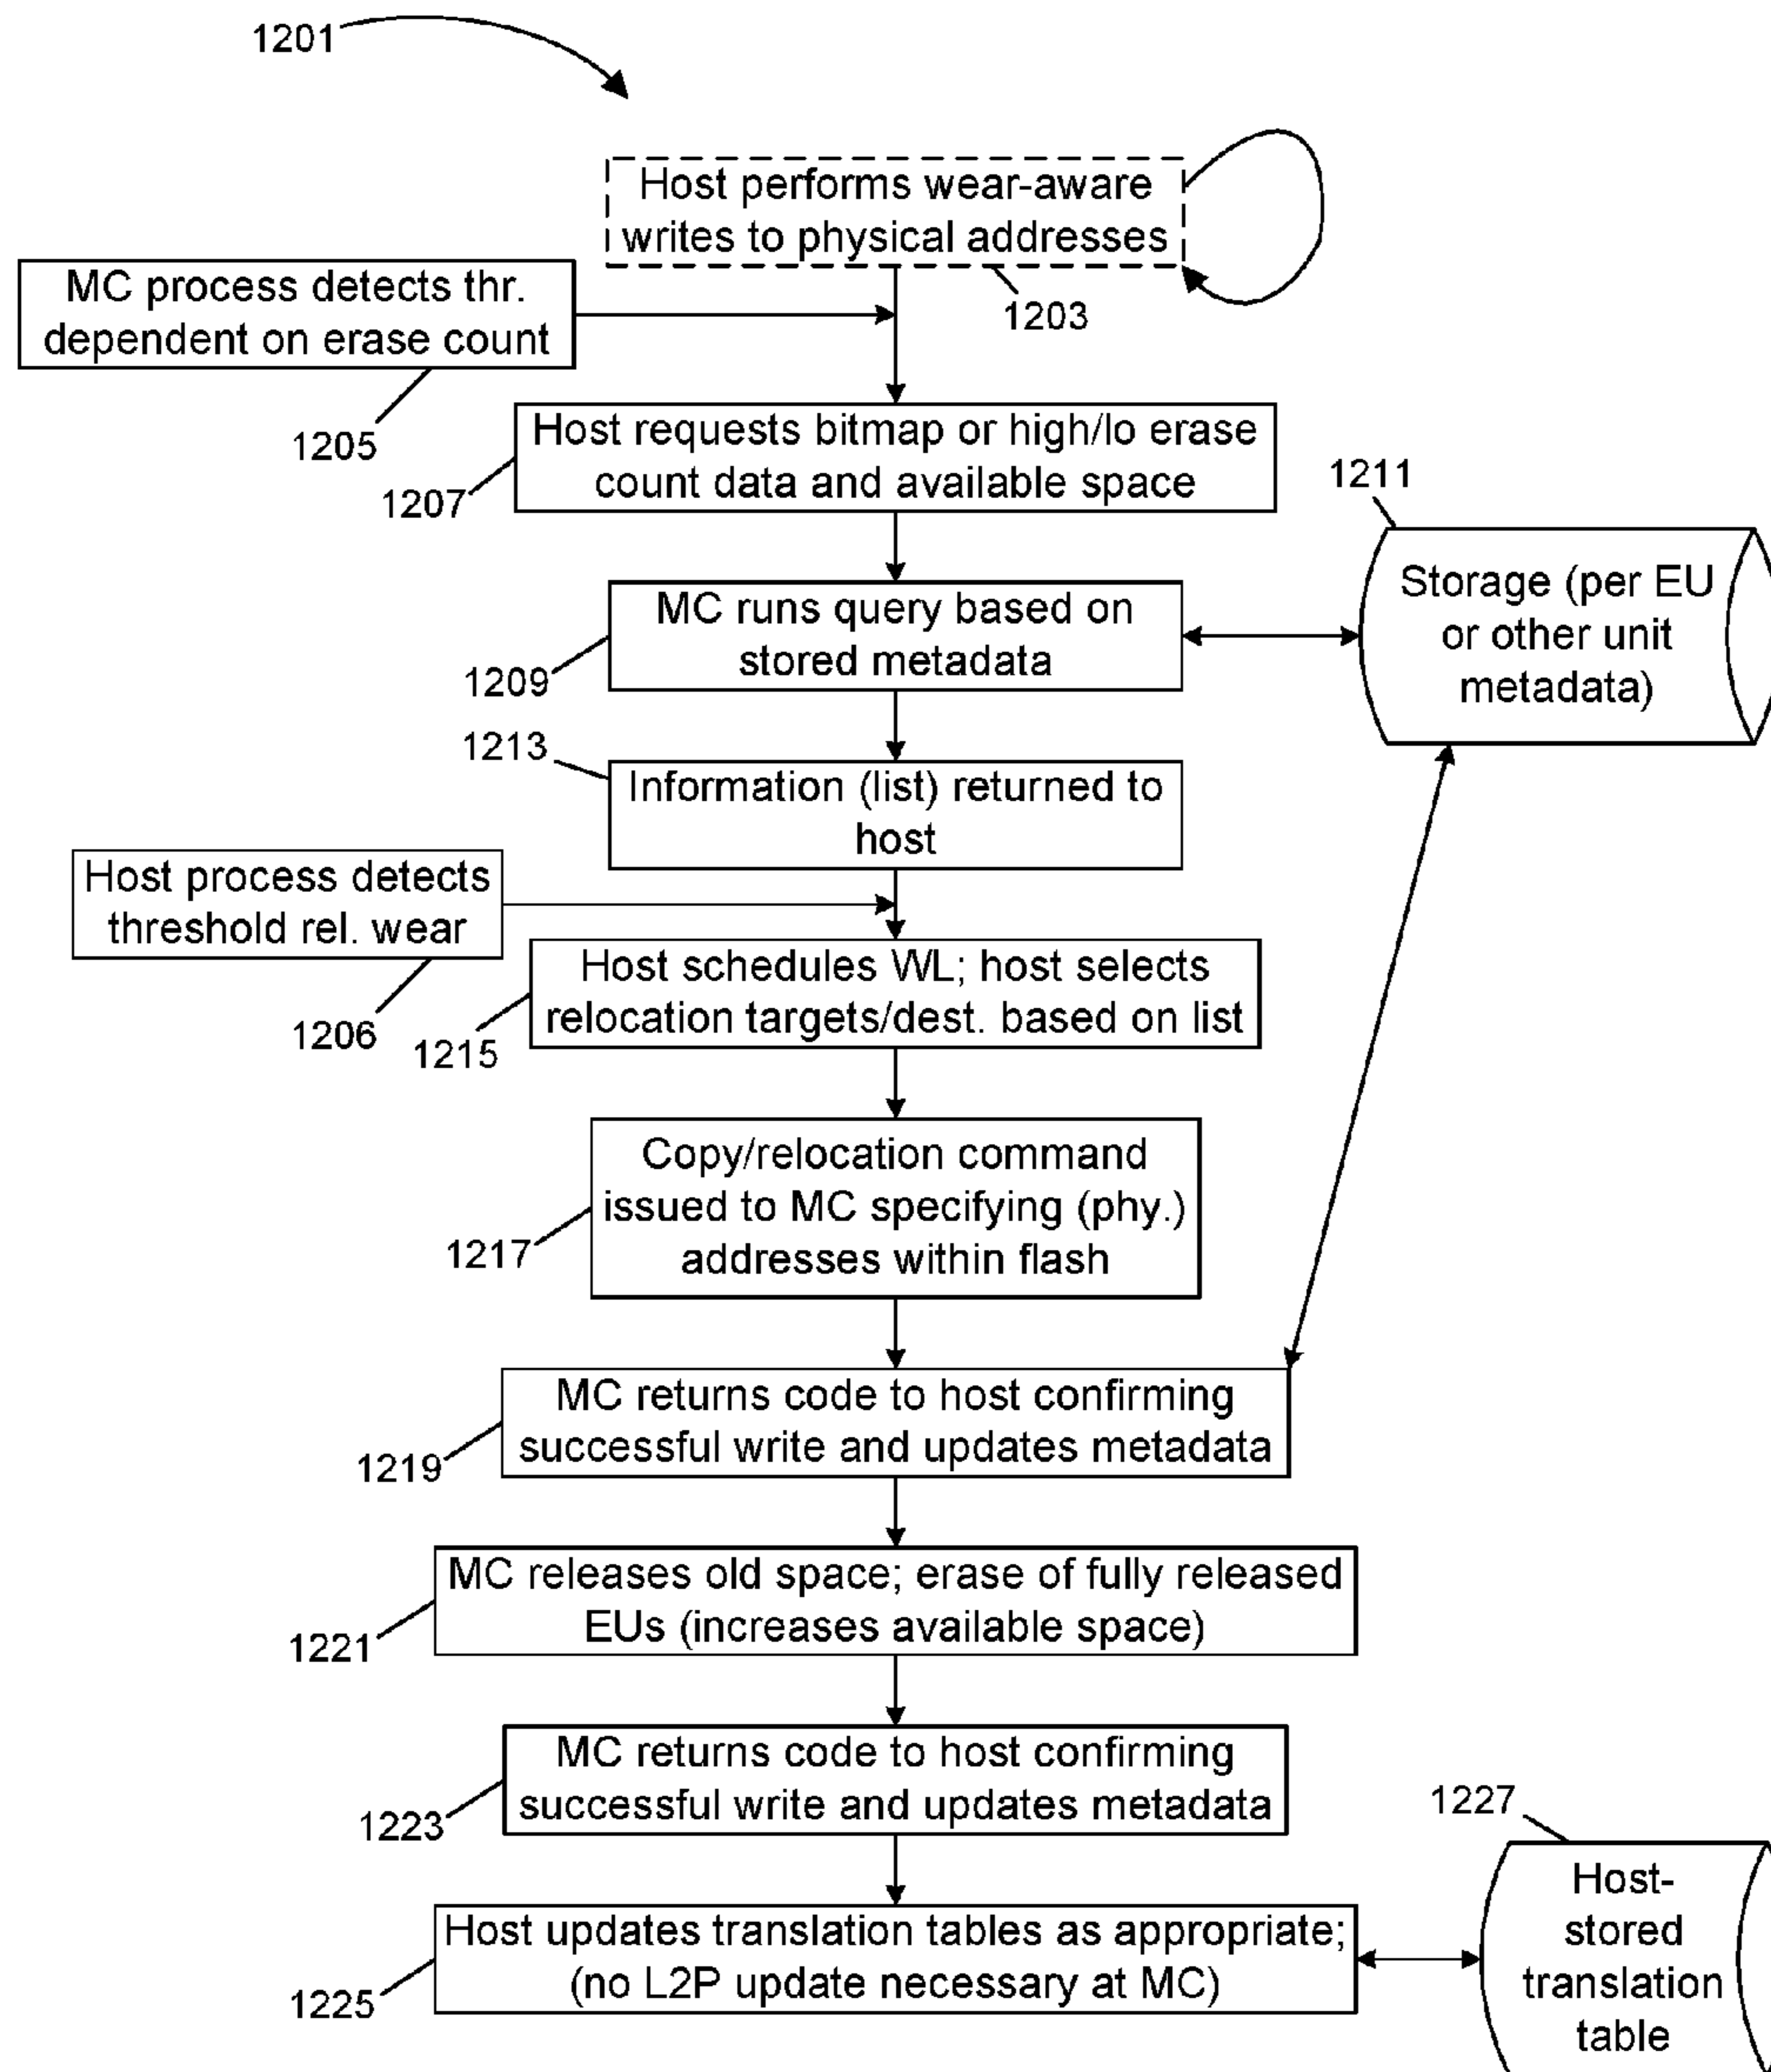 1201
Host performs wear-aware
writes to physical addresses
1203
MC process detects thr.
dependent on erase count
1205
Host requests bitmap or high/lo erase
count data and available space
1207
1211
Storage (per EU
or other unit
metadata)
MC runs query based on
stored metadata
1209
1213
Information (list) returned to
host
Host process detects
threshold rel. wear
1206
Host schedules WL; host selects
relocation targets/dest. based on list
1215
Copy/relocation command
issued to MC specifying (phy.)
addresses within flash
1217
MC returns code to host confirming
successful write and updates metadata
1219
MC releases old space; erase of fully released
EUs (increases available space)
1221
MC returns code to host confirming
successful write and updates metadata
1223
1227
Host-
stored
translation
table
Host updates translation tables as appropriate;
(no L2P update necessary at MC)
1225